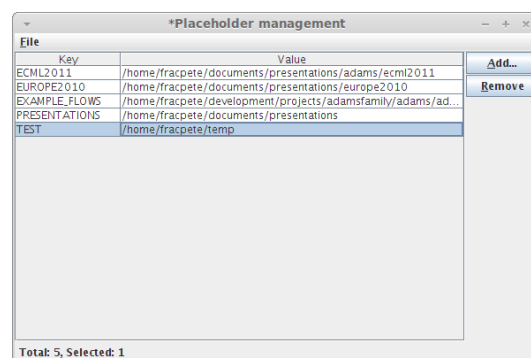 *Placeholder management
File
Key Value
ECML2011 /home/fracpete/documents/presentations/adams/ecml2011
EUROPE2010 /home/fracpete/documents/presentations/europe2010
EXAMPLE_FLOWS /home/fracpete/development/projects/adamsfamily/adams/ad...
PRESENTATIONS /home/fracpete/documents/presentations
TEST /home/fracpete/temp
Add...
Remove
Total: 5, Selected: 1